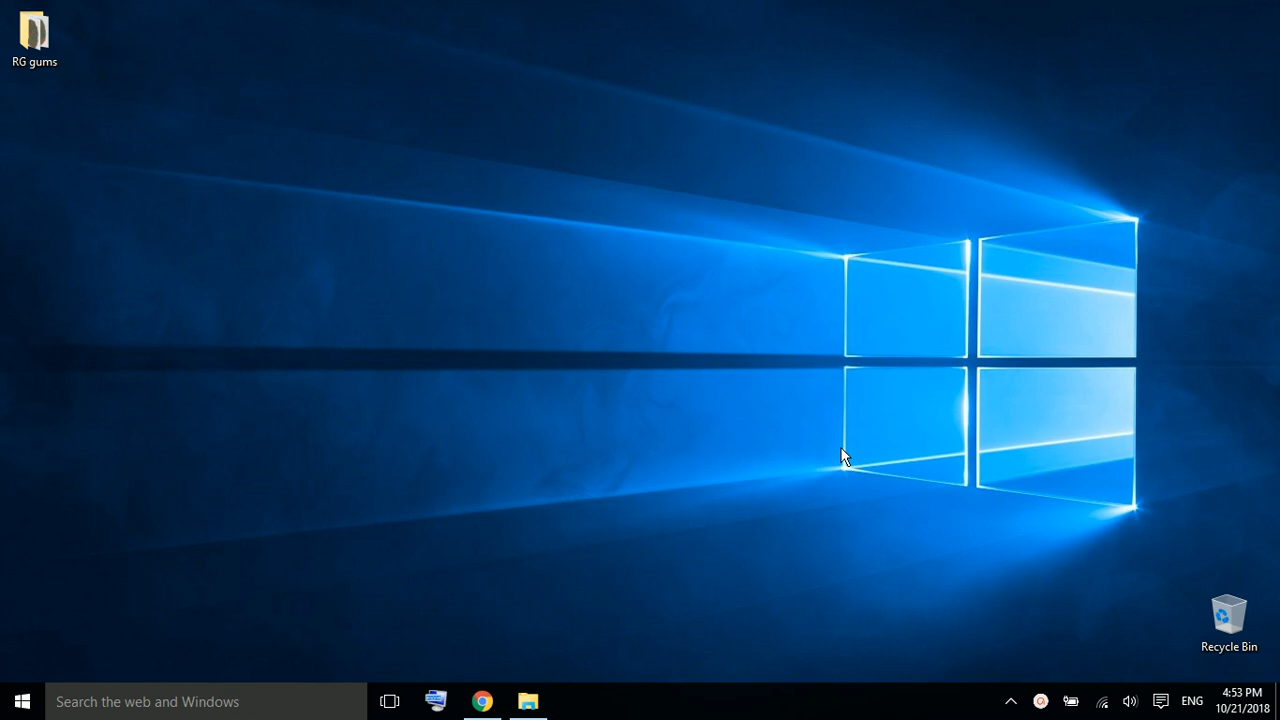 RG gums
Recycle Bin
Search the web and Windows
ENG
4:53 PM
10/21/2018